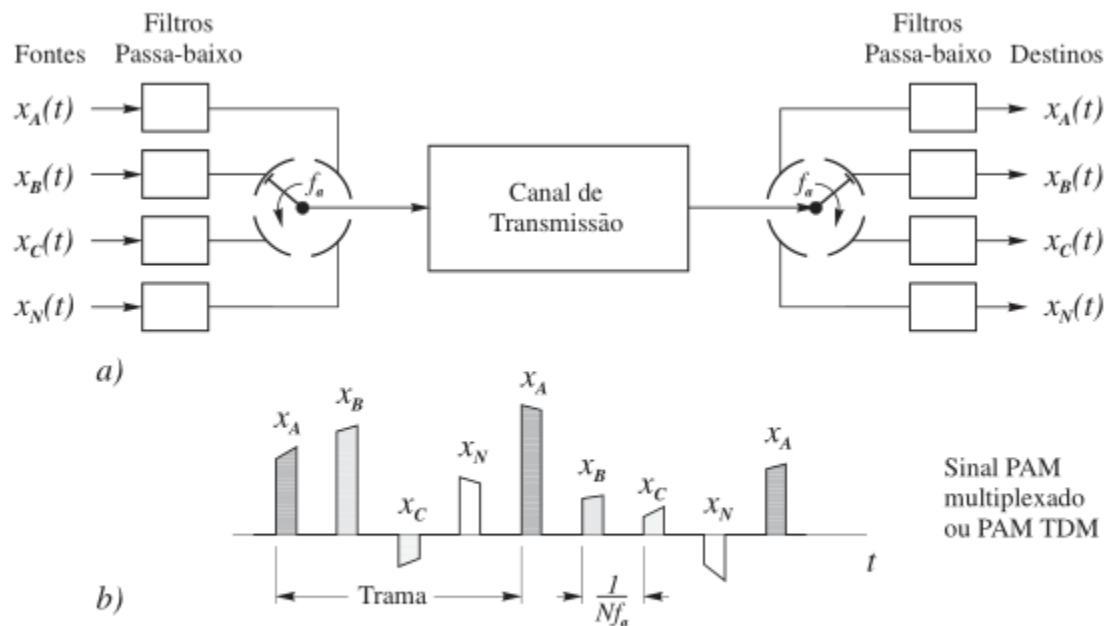 Filtros
Passa-baixo
Fontes
x_A(t)
x_B(t)
x_C(t)
x_N(t)
f_a
Canal de
Transmissão
f_a
Filtros
Passa-baixo
Destinos
x_A(t)
x_B(t)
x_C(t)
x_N(t)
a)
x_A
x_B
x_C
x_N
x_A
x_B
x_C
x_N
x_A
t
Trama
1
Nf_a
Sinal PAM
multiplexado
ou PAM TDM
b)